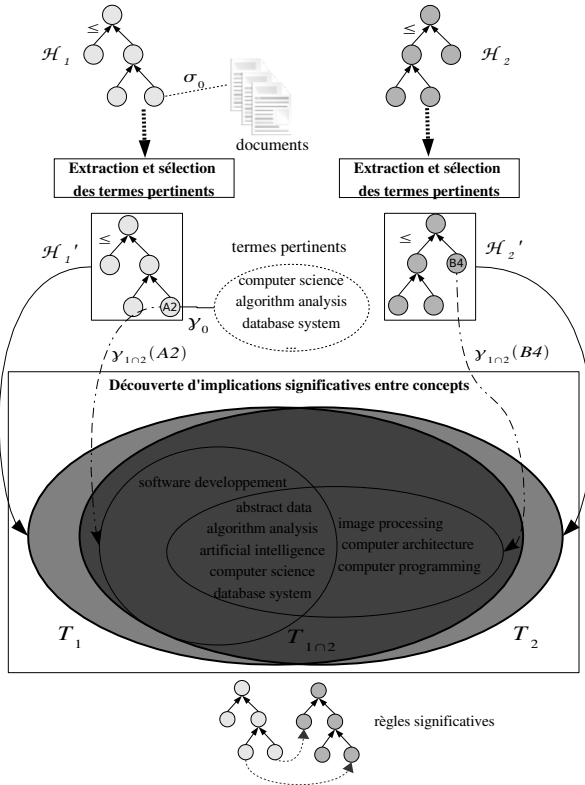 ≤
ℋ₁
σ₀
documents
≤
ℋ₂
Extraction et sélection
des termes pertinents
Extraction et sélection
des termes pertinents
≤
ℋ₁'
A2
γ₀
termes pertinents
computer science
algorithm analysis
database system
...
≤
B4
ℋ₂'
γ₁∩₂(A2)
γ₁∩₂(B4)
Découverte d'implications significatives entre concepts
software developpement
abstract data
algorithm analysis
artificial intelligence
computer science
database system
image processing
computer architecture
computer programming
T₁
T₁∩₂
T₂
règles significatives